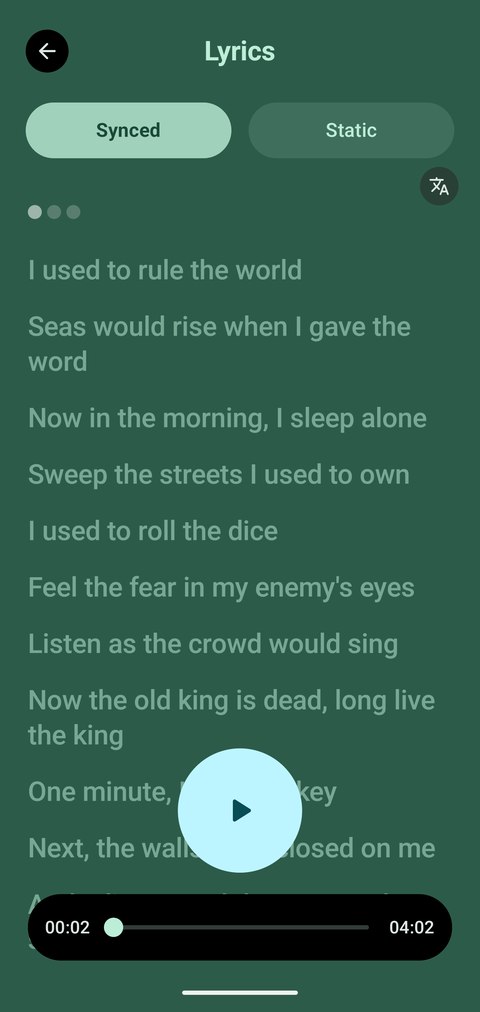 Lyrics
Synced
Static
I used to rule the world
Seas would rise when I gave the
word
Now in the morning, I sleep alone
Sweep the streets I used to own
I used to roll the dice
Feel the fear in my enemy's eyes
Listen as the crowd would sing
Now the old king is dead, long live
the king
One minute, key
Next, the walls closed on me
00:02
04:02